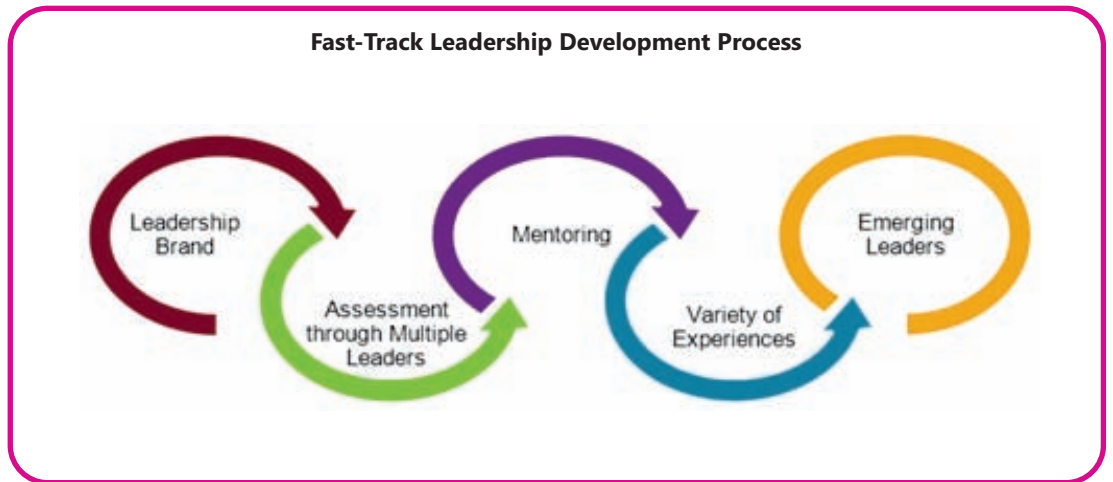 Fast-Track Leadership Development Process
Leadership
Brand
Assessment
through Multiple
Leaders
Mentoring
Variety of
Experiences
Emerging
Leaders